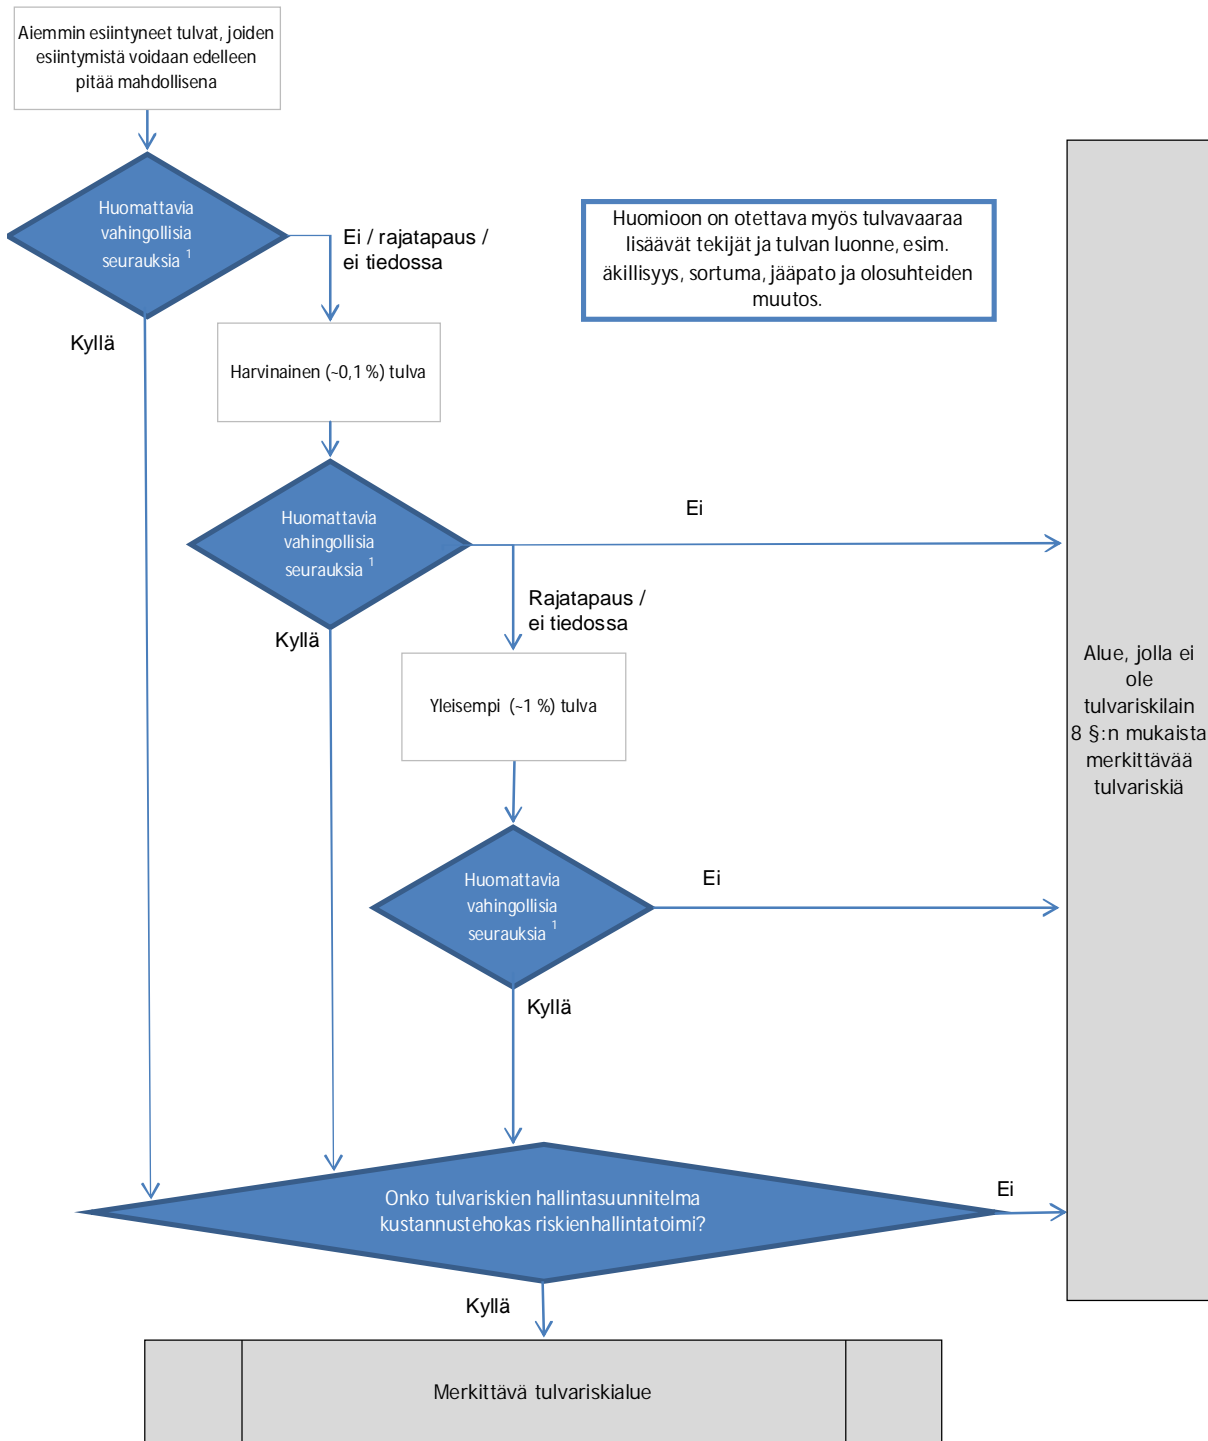 Aiemmin esiintyneet tulvat, joiden
esiintymistä voidaan edelleen
pitää mahdollisena
Huomattavia
vahingollisia
seurauksia ¹
Ei / rajatapaus /
ei tiedossa
Huomioon on otettava myös tulvavaaraa
lisäävät tekijät ja tulvan luonne, esim.
äkillisyys, sortuma, jääpato ja olosuhteiden
muutos.
Kyllä
Harvinainen (~0,1 %) tulva
Huomattavia
vahingollisia
seurauksia ¹
Ei
Rajatapaus /
ei tiedossa
Kyllä
Yleisempi (~1 %) tulva
Alue, jolla ei
ole
tulvariskilain
8 §:n mukaista
merkittävää
tulvariskiä
Huomattavia
vahingollisia
seurauksia ¹
Ei
Kyllä
Onko tulvariskien hallintasuunnitelma
kustannustehokas riskienhallintatoimi?
Ei
Kyllä
Merkittävä tulvariskialue